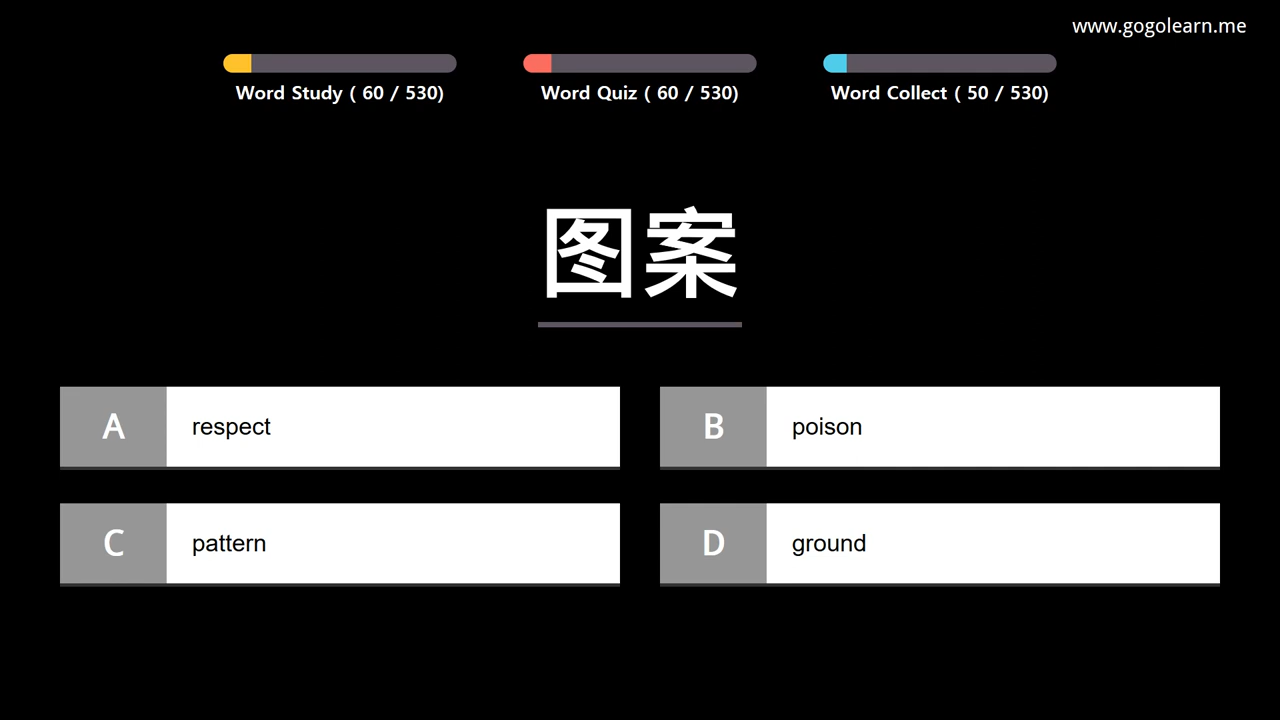 www.gogolearn.me
Word Study ( 60 / 530)
Word Quiz ( 60 / 530)
Word Collect ( 50 / 530)
图案
A respect
B poison
C pattern
D ground